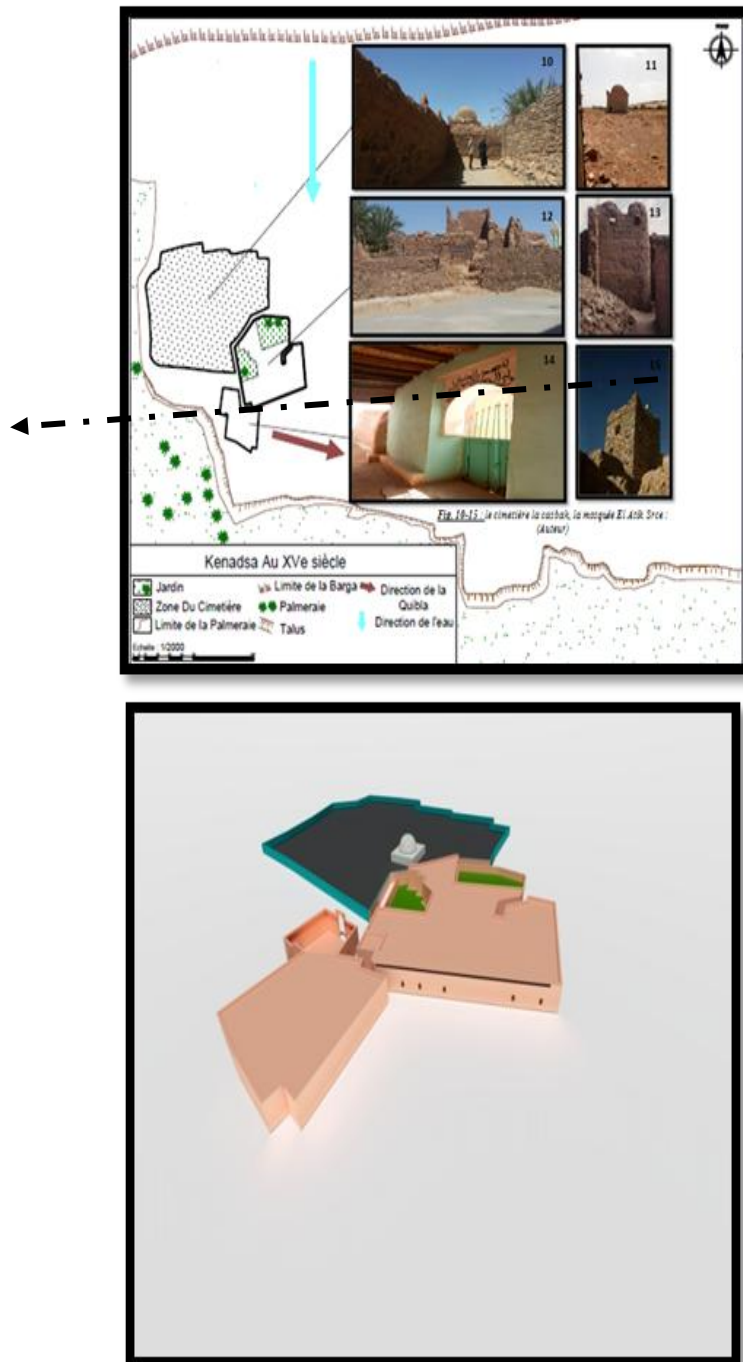 10
11
12
13
14
15
Fig. 10-15 : le cimetière la casbah, la mosquée El Atik Srce :
(Auteur)
Kenadsa Au XVe siècle
Jardin
Limite de la Barga
Direction de la
Quibla
Zone Du Cimetière
Palmeraie
Direction de l'eau
Limite de la Palmeraie
Talus
Echelle : 1/2000